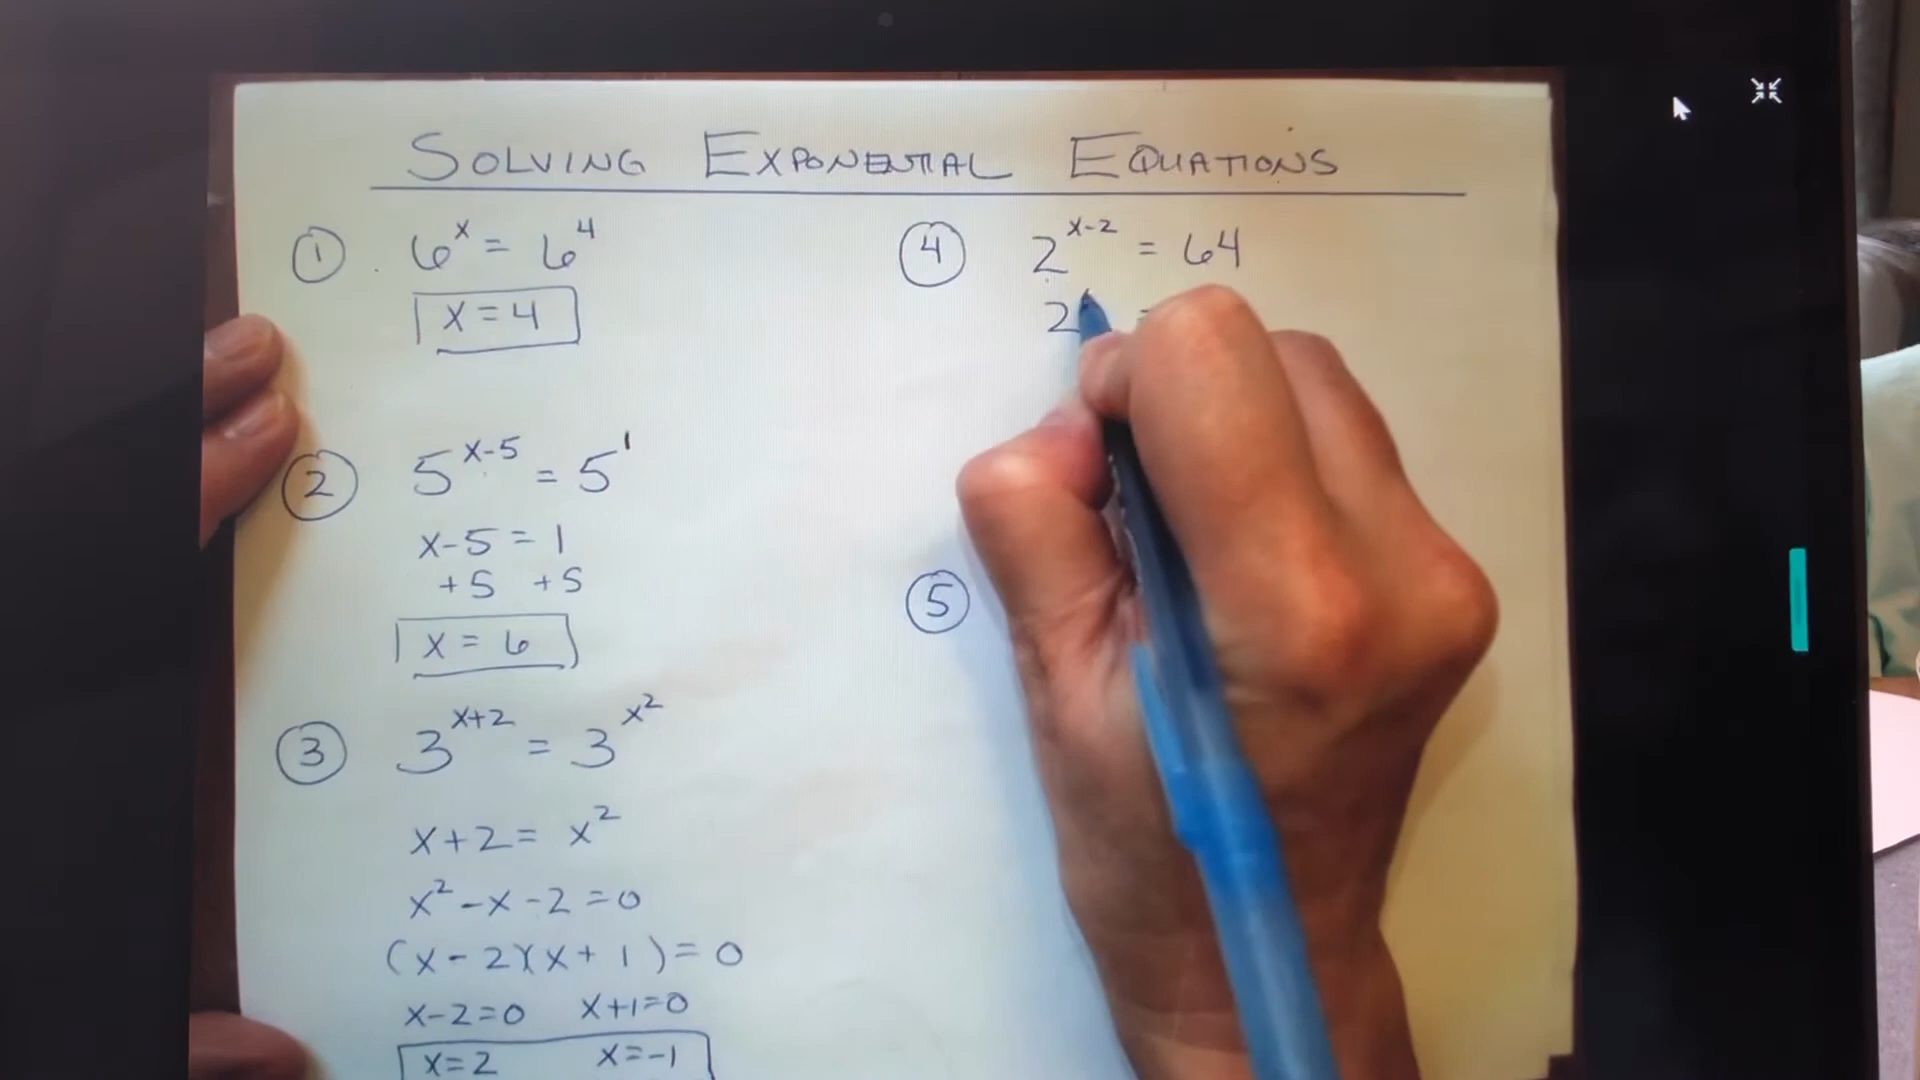 SOLVING EXPONENTIAL EQUATIONS
① 6^x = 6^4
x = 4
② 5^(x-5) = 5^1
x-5 = 1
+5 +5
x = 6
③ 3^(x+2) = 3^(x^2)
x+2 = x^2
x^2 -x -2 = 0
(x-2)(x+1) = 0
x-2=0 x+1=0
x=2 x=-1
④ 2^(x-2) = 64
2 =
⑤